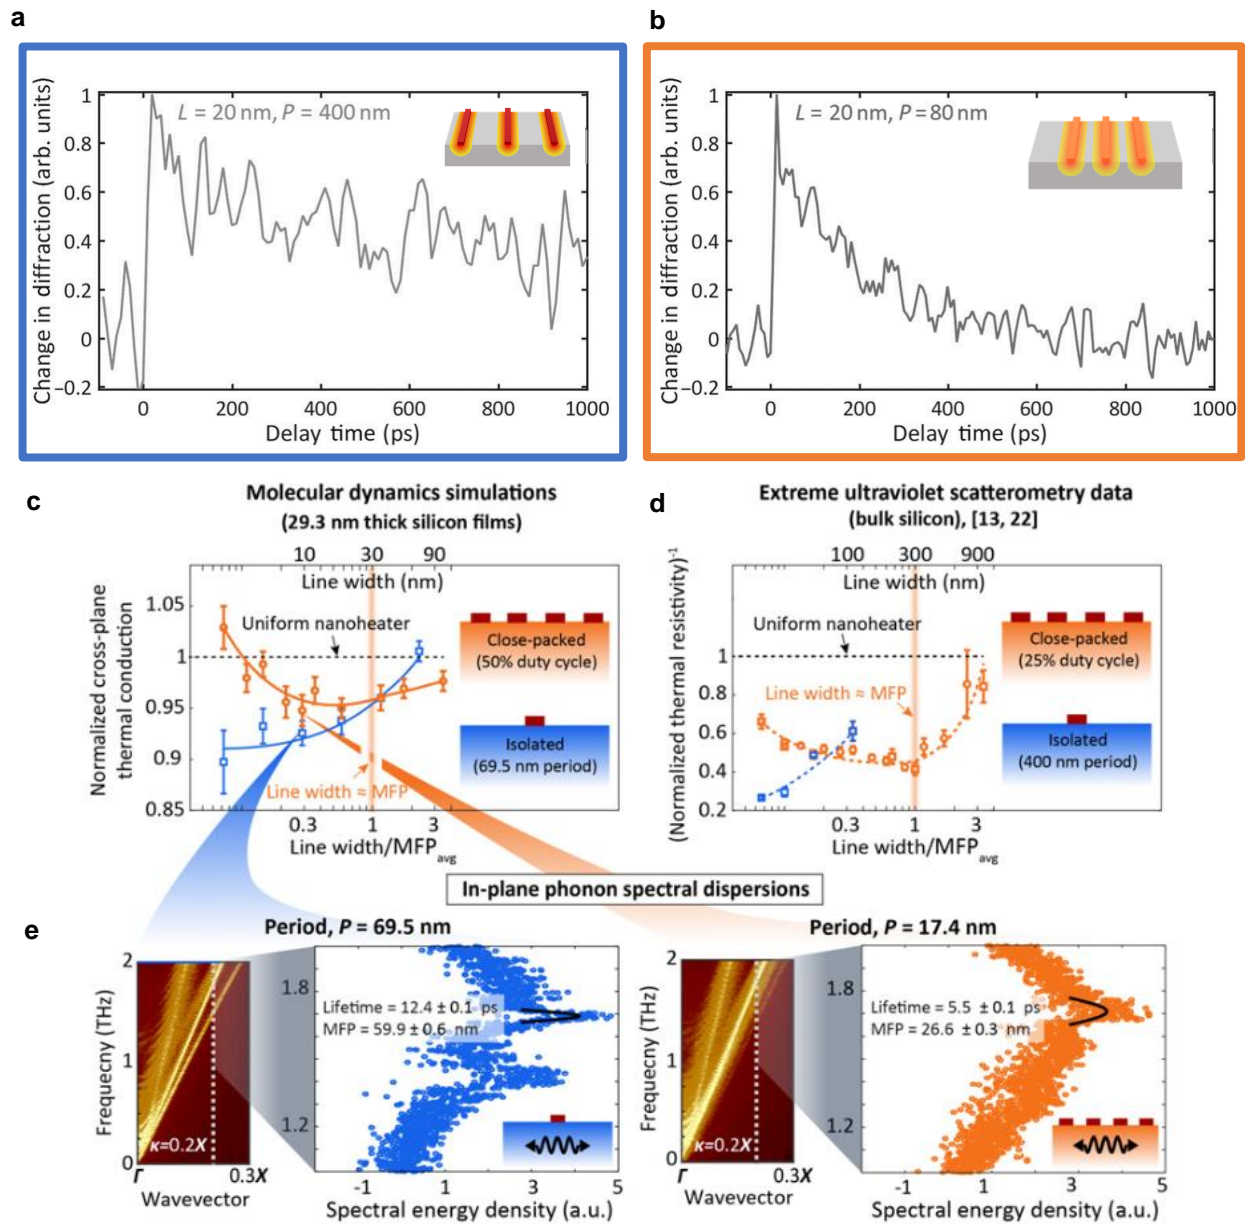 a
L = 20 nm, P = 400 nm
Change in diffraction (arb. units)
1
0.8
0.6
0.4
0.2
0
−0.2
0 200 400 600 800 1000
Delay time (ps)
b
L = 20 nm, P = 80 nm
Change in diffraction (arb. units)
1
0.8
0.6
0.4
0.2
0
−0.2
0 200 400 600 800 1000
Delay time (ps)
c
Molecular dynamics simulations
(29.3 nm thick silicon films)
10 30 90
Line width (nm)
Normalized cross-plane
thermal conduction
1.05
1
0.95
0.9
0.85
Uniform nanoheater
Line width ≈ MFP
Close-packed
(50% duty cycle)
Isolated
(69.5 nm period)
0.3 1 3
Line width/MFPavg
d
Extreme ultraviolet scatterometry data
(bulk silicon), [13, 22]
100 300 900
Line width (nm)
(Normalized thermal resistivity)-1
1
0.8
0.6
0.4
0.2
Uniform nanoheater
Line width ≈ MFP
Close-packed
(25% duty cycle)
Isolated
(400 nm period)
0.3 1 3
Line width/MFPavg
In-plane phonon spectral dispersions
e
Period, P = 69.5 nm
Frequecny (THz)
2
1
0
κ=0.2X
Γ 0.3X
Wavevector
1.8
1.2
Lifetime = 12.4 ± 0.1 ps
MFP = 59.9 ± 0.6 nm
-1 1 3 5
Spectral energy density (a.u.)
Period, P = 17.4 nm
Frequecny (THz)
2
1
0
κ=0.2X
Γ 0.3X
Wavevector
1.8
1.2
Lifetime = 5.5 ± 0.1 ps
MFP = 26.6 ± 0.3 nm
-1 1 3 5
Spectral energy density (a.u.)